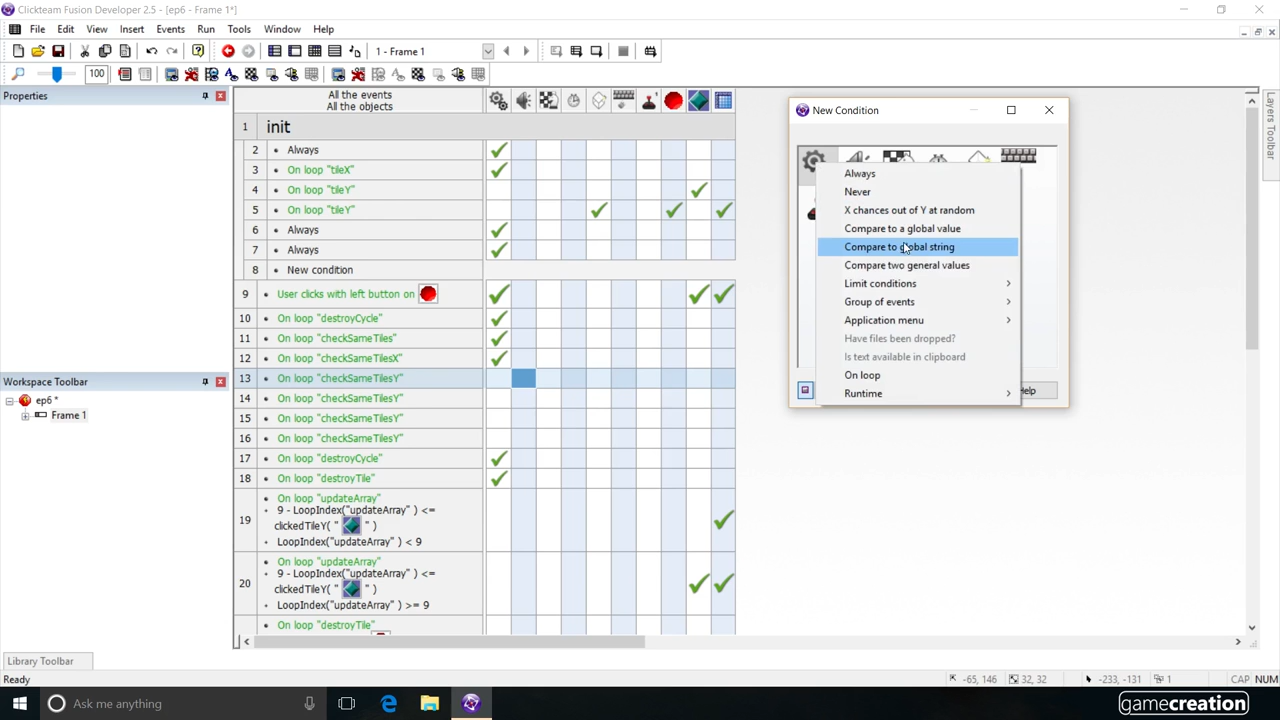 Clickteam Fusion Developer 2.5 - [ep6 - Frame 1*]
File Edit View Insert Events Run Tools Window Help
1 - Frame 1
100
Properties
Workspace Toolbar
ep6 *
Frame 1
Library Toolbar
All the events
All the objects
1 init
2 • Always
3 • On loop "tileX"
4 • On loop "tileY"
5 • On loop "tileY"
6 • Always
7 • Always
8 • New condition
9 • User clicks with left button on
10 • On loop "destroyCycle"
11 • On loop "checkSameTiles"
12 • On loop "checkSameTilesX"
13 • On loop "checkSameTilesY"
14 • On loop "checkSameTilesY"
15 • On loop "checkSameTilesY"
16 • On loop "checkSameTilesY"
17 • On loop "destroyCycle"
18 • On loop "destroyTile"
19 • On loop "updateArray"
• 9 - LoopIndex("updateArray" ) <=
clickedTileY( " " )
• LoopIndex("updateArray" ) < 9
20 • On loop "updateArray"
• 9 - LoopIndex("updateArray" ) <=
clickedTileY( " " )
• LoopIndex("updateArray" ) >= 9
On loop "destroyTile"
New Condition
Always
Never
X chances out of Y at random
Compare to a global value
Compare to global string
Compare two general values
Limit conditions
Group of events
Application menu
Have files been dropped?
Is text available in clipboard
On loop
Runtime
Help
Layers Toolbar
Ready
-65, 146
32, 32
-233, -131
1
CAP NUM
Ask me anything
gamecreation